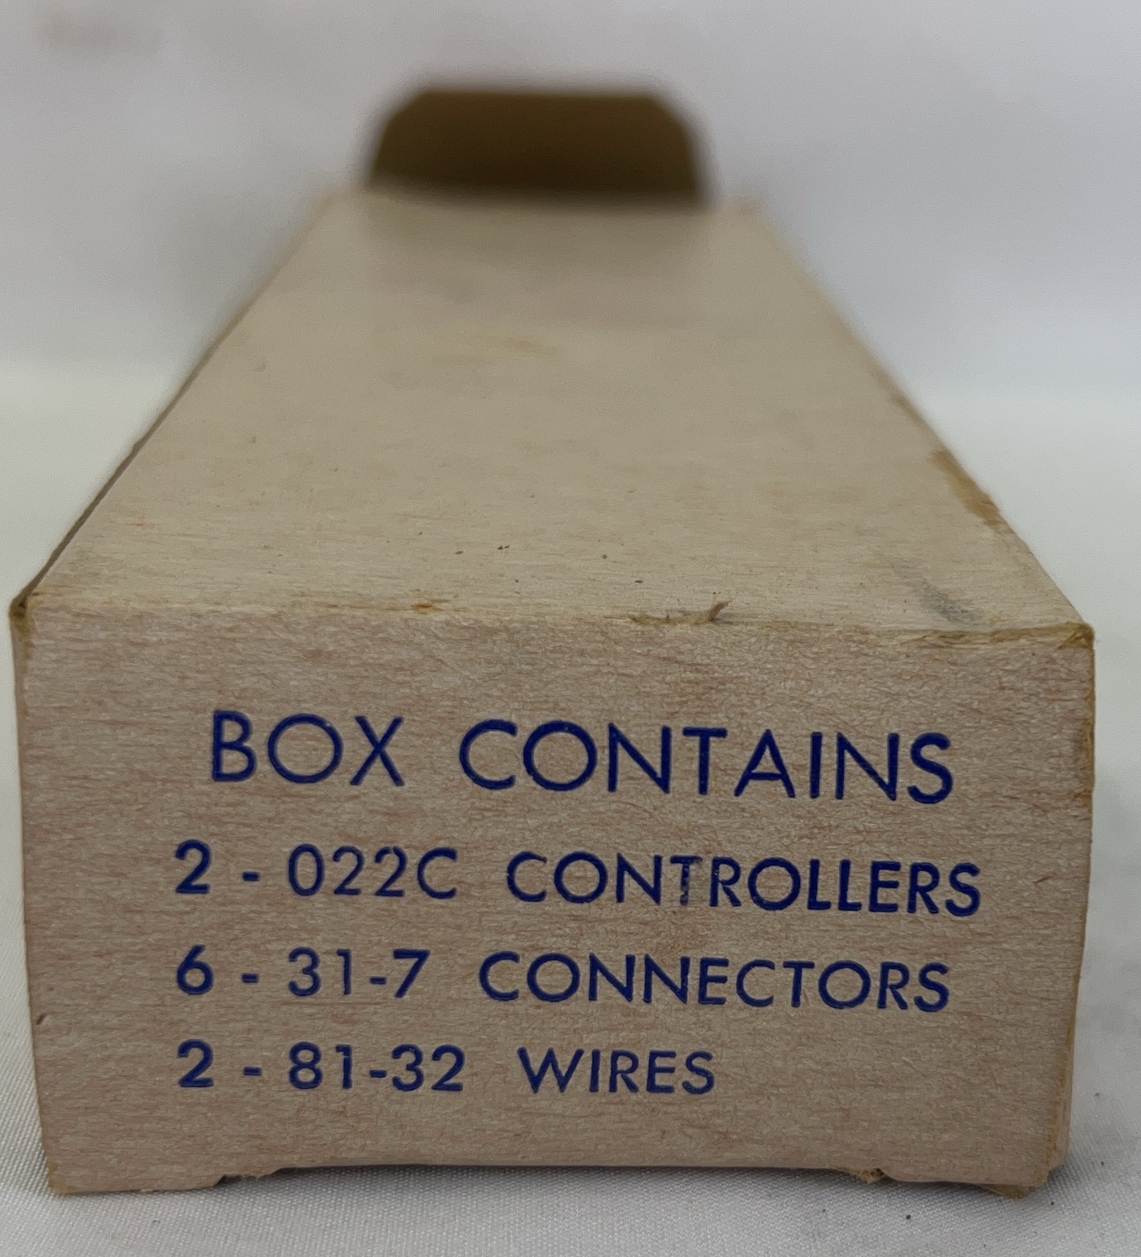 BOX CONTAINS
2 - 022C CONTROLLERS
6 - 31-7 CONNECTORS
2 - 81-32 WIRES